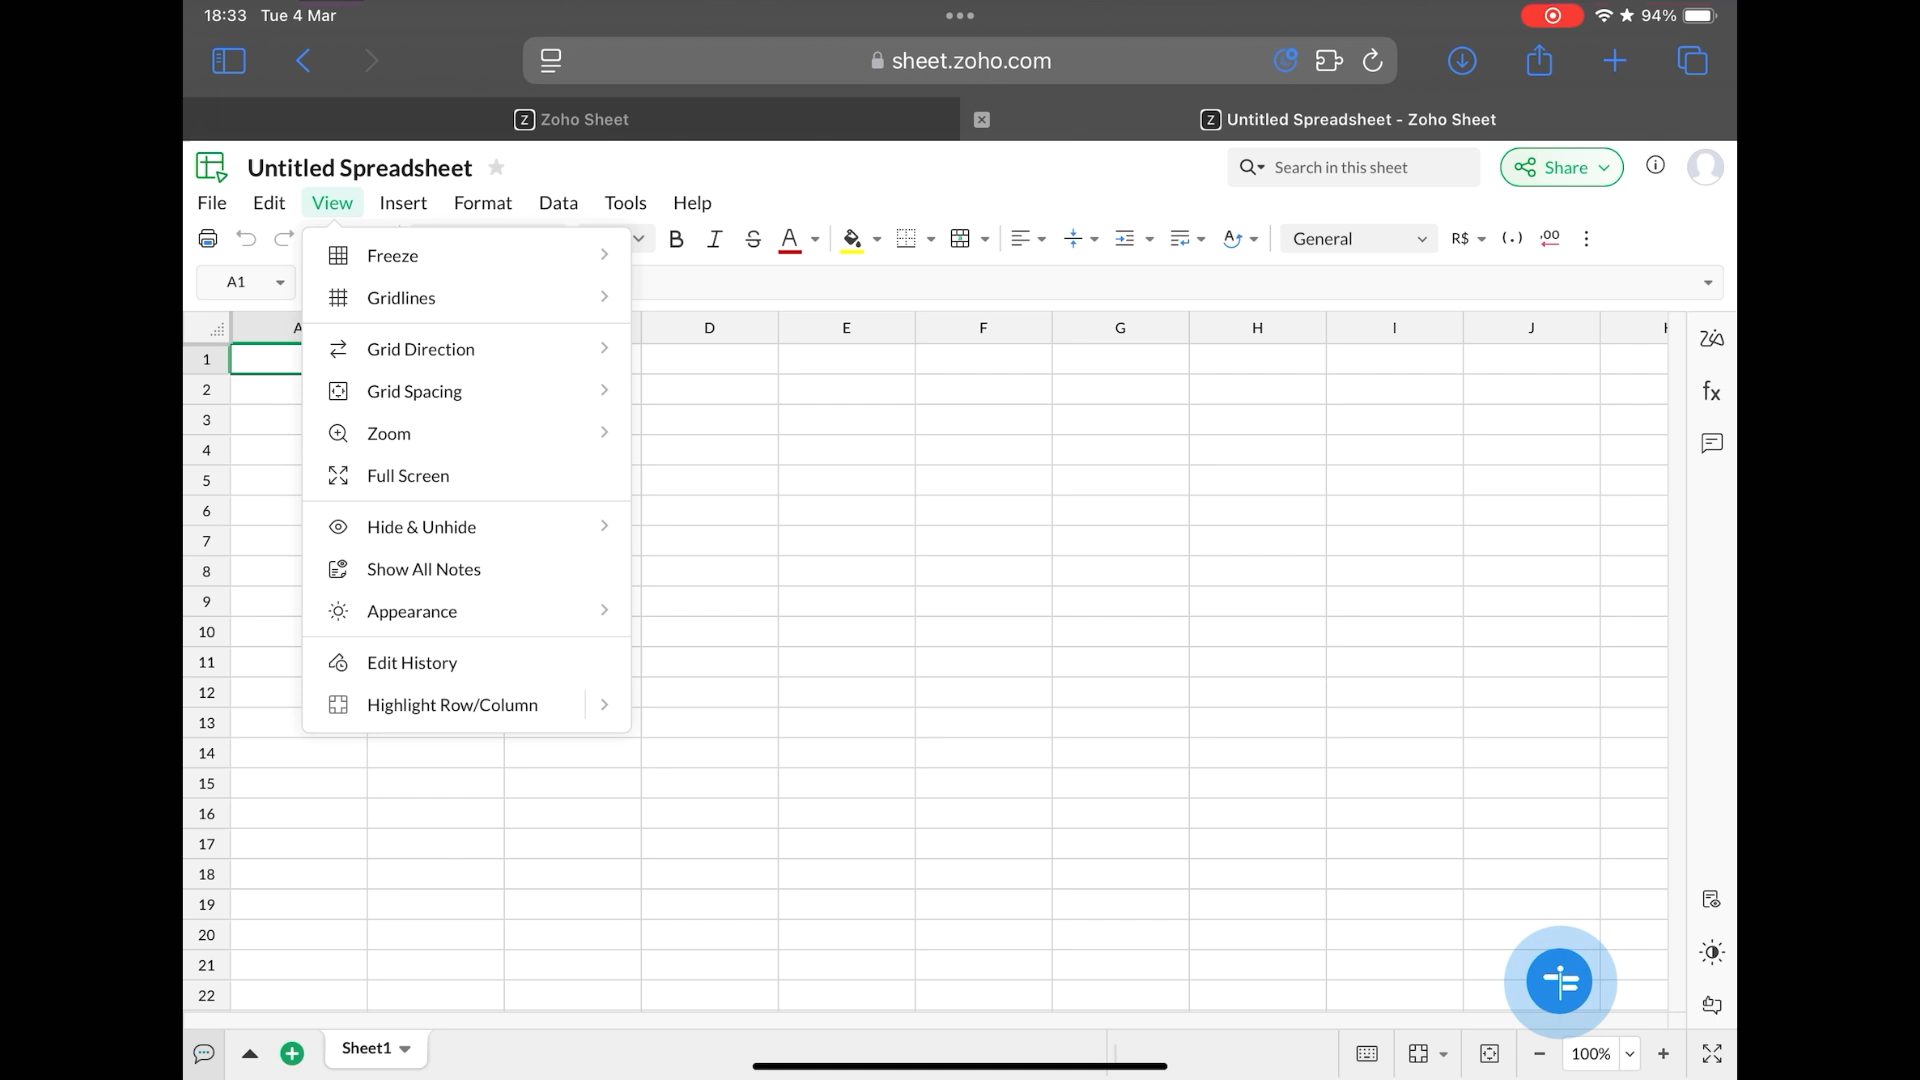 18:33 Tue 4 Mar
94%
sheet.zoho.com
Z Zoho Sheet
Z Untitled Spreadsheet - Zoho Sheet
Untitled Spreadsheet
Search in this sheet
Share
File Edit View Insert Format Data Tools Help
B I S A
General
R$ (.) .00
A1
Freeze
Gridlines
Grid Direction
Grid Spacing
Zoom
Full Screen
Hide & Unhide
Show All Notes
Appearance
Edit History
Highlight Row/Column
A D E F G H I J
1
2
3
4
5
6
7
8
9
10
11
12
13
14
15
16
17
18
19
20
21
22
fx
Sheet1
100%